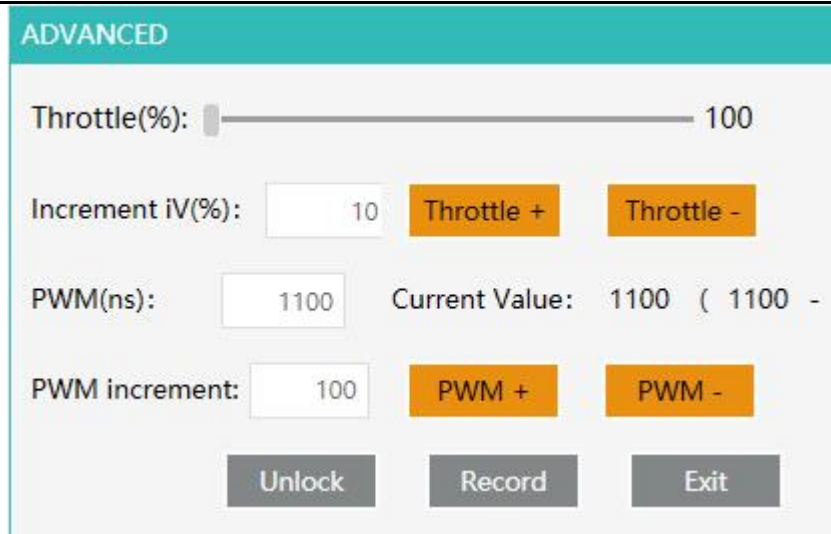 ADVANCED
Throttle(%): 100
Increment iV(%): 10 Throttle + Throttle -
PWM(ns): 1100 Current Value: 1100 ( 1100 -
PWM increment: 100 PWM + PWM -
Unlock Record Exit